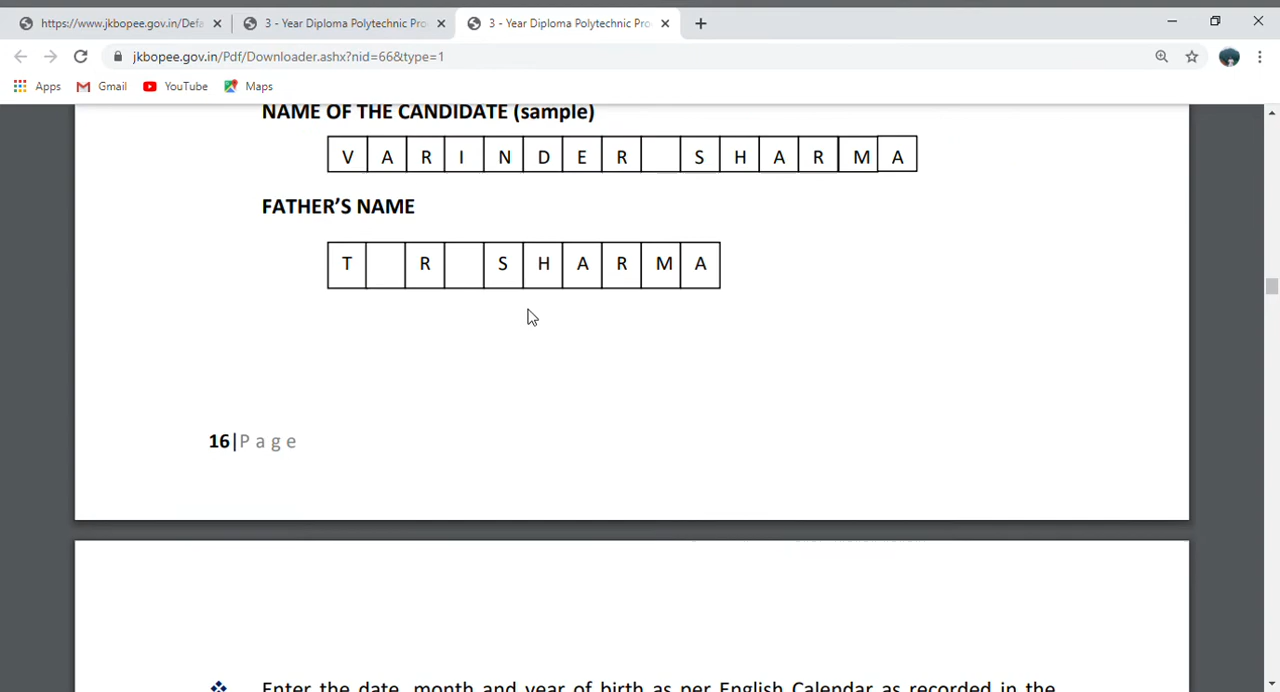 https://www.jkbopee.gov.in/Defa
3 - Year Diploma Polytechnic Pro
3 - Year Diploma Polytechnic Pro
jkbopee.gov.in/Pdf/Downloader.ashx?nid=66&type=1
Apps Gmail YouTube Maps
NAME OF THE CANDIDATE (sample)
V A R I N D E R S H A R M A
FATHER'S NAME
T R S H A R M A
16|P a g e
Enter the date, month and year of birth as per English Calendar as recorded in the